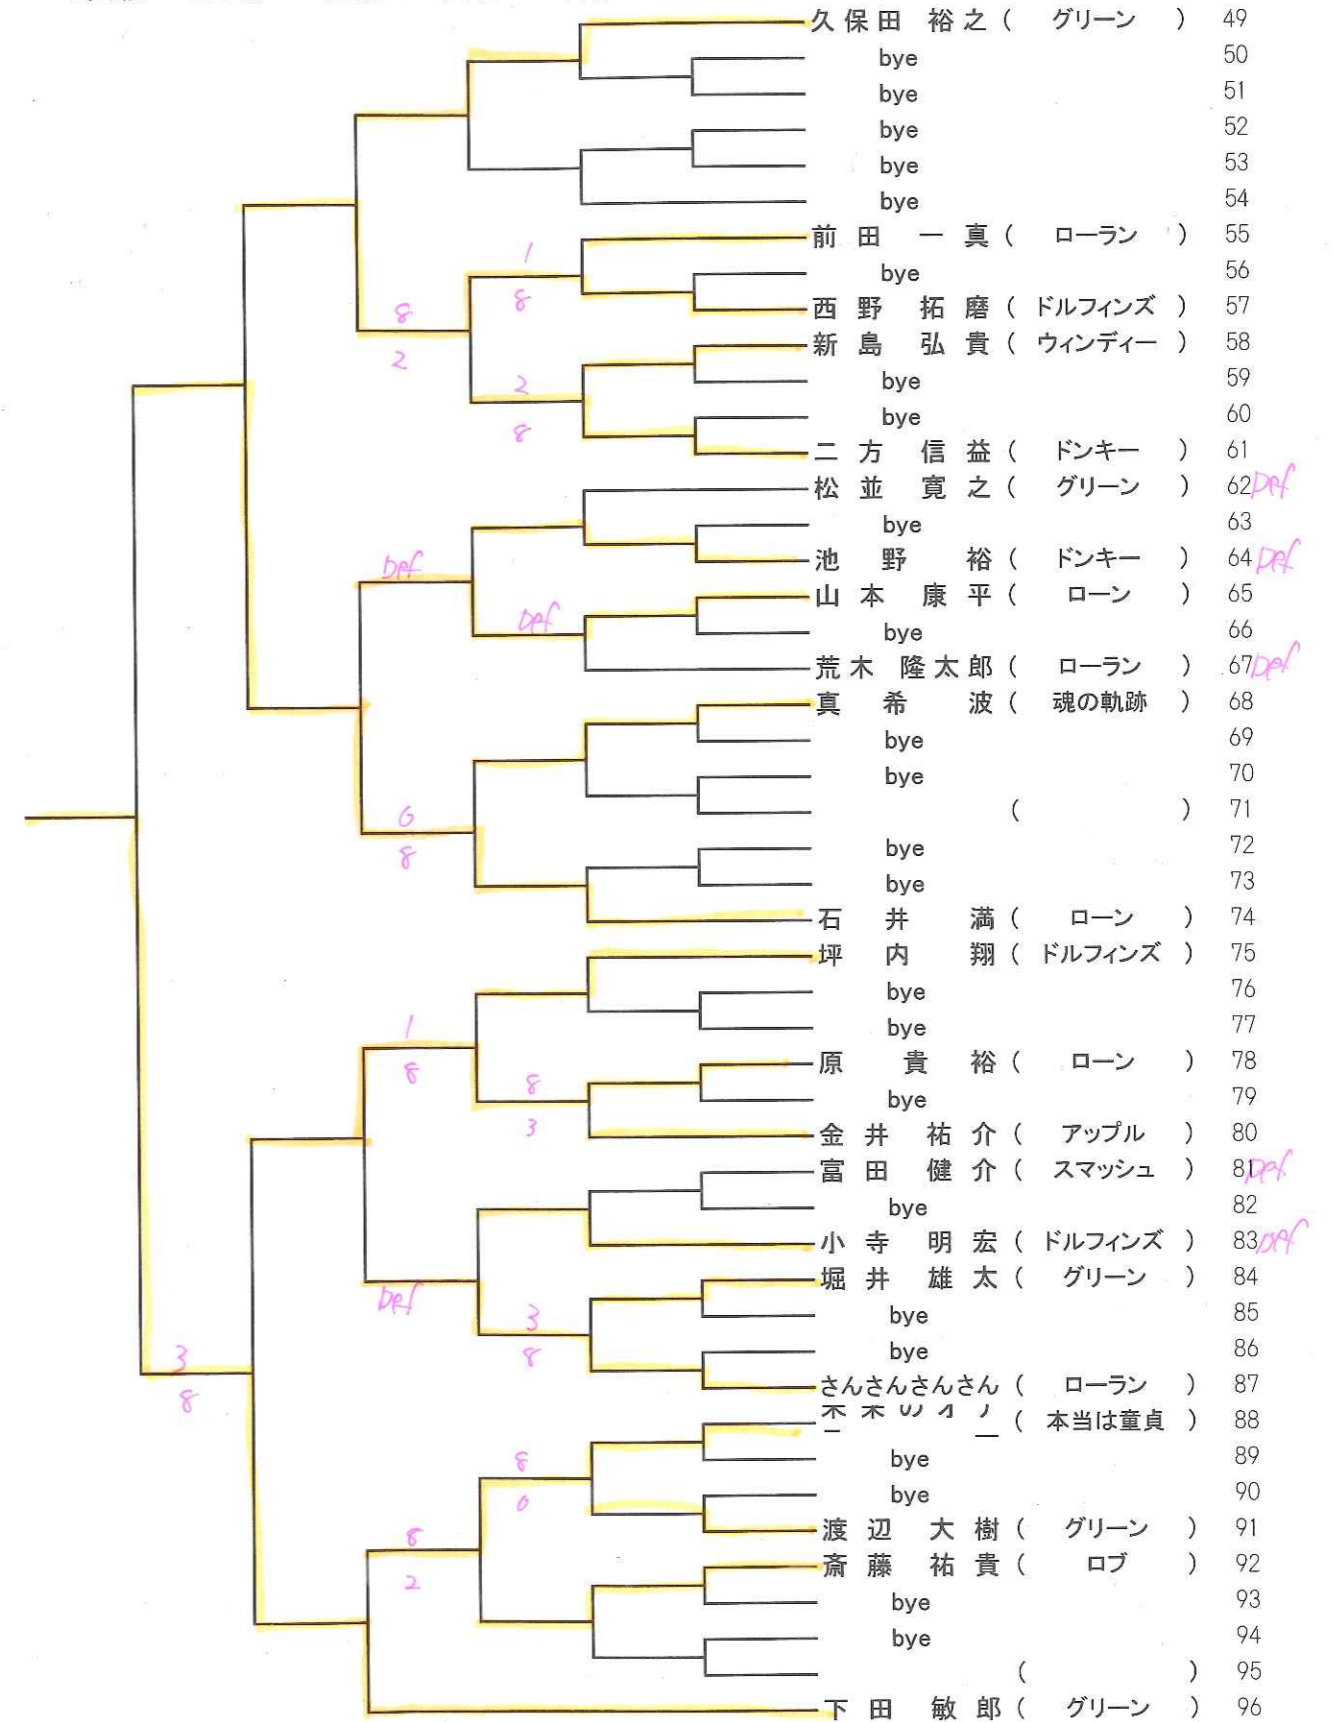 久保田 裕之 ( グリーン ) 49
bye 50
bye 51
bye 52
bye 53
bye 54
前田 一真 ( ローラン ) 55
1
bye 56
8
西野 拓磨 ( ドルフィンズ ) 57
8
新島 弘貴 ( ウィンディー ) 58
2
bye 59
2
bye 60
8
二方 信益 ( ドンキー ) 61
松並 寛之 ( グリーン ) 62 Def
bye 63
池野 裕 ( ドンキー ) 64 Def
Def
山本 康平 ( ローン ) 65
Def
bye 66
荒木 隆太郎 ( ローラン ) 67 Def
真希波 ( 魂の軌跡 ) 68
bye 69
bye 70
( ) 71
0
bye 72
8
bye 73
石井 満 ( ローン ) 74
坪内 翔 ( ドルフィンズ ) 75
bye 76
bye 77
1
原 貴裕 ( ローン ) 78
8
8
bye 79
3
金井 祐介 ( アップル ) 80
富田 健介 ( スマッシュ ) 81 Def
bye 82
小寺 明宏 ( ドルフィンズ ) 83 Def
堀井 雄太 ( グリーン ) 84
Def
bye 85
3
bye 86
8
3
さんさんさんさん ( ローラン ) 87
8
( 本当は童貞 ) 88
bye 89
8
bye 90
0
渡辺 大樹 ( グリーン ) 91
8
斎藤 祐貴 ( ロブ ) 92
2
bye 93
bye 94
( ) 95
下田 敏郎 ( グリーン ) 96